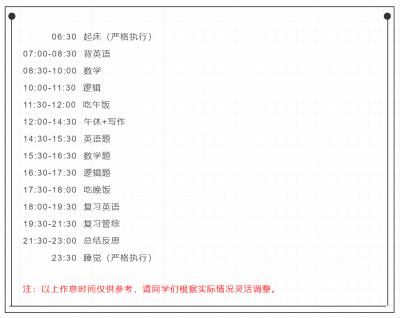 06:30 起床（严格执行）
07:00-08:30 背英语
08:30-10:00 数学
10:00-11:30 逻辑
11:30-12:00 吃午饭
12:00-14:30 午休+写作
14:30-15:30 英语题
15:30-16:30 数学题
16:30-17:30 逻辑题
17:30-18:00 吃晚饭
18:00-19:30 复习英语
19:30-21:30 复习管综
21:30-23:00 总结反思
23:30 睡觉（严格执行）
注：以上作息时间仅供参考，请同学们根据实际情况灵活调整。